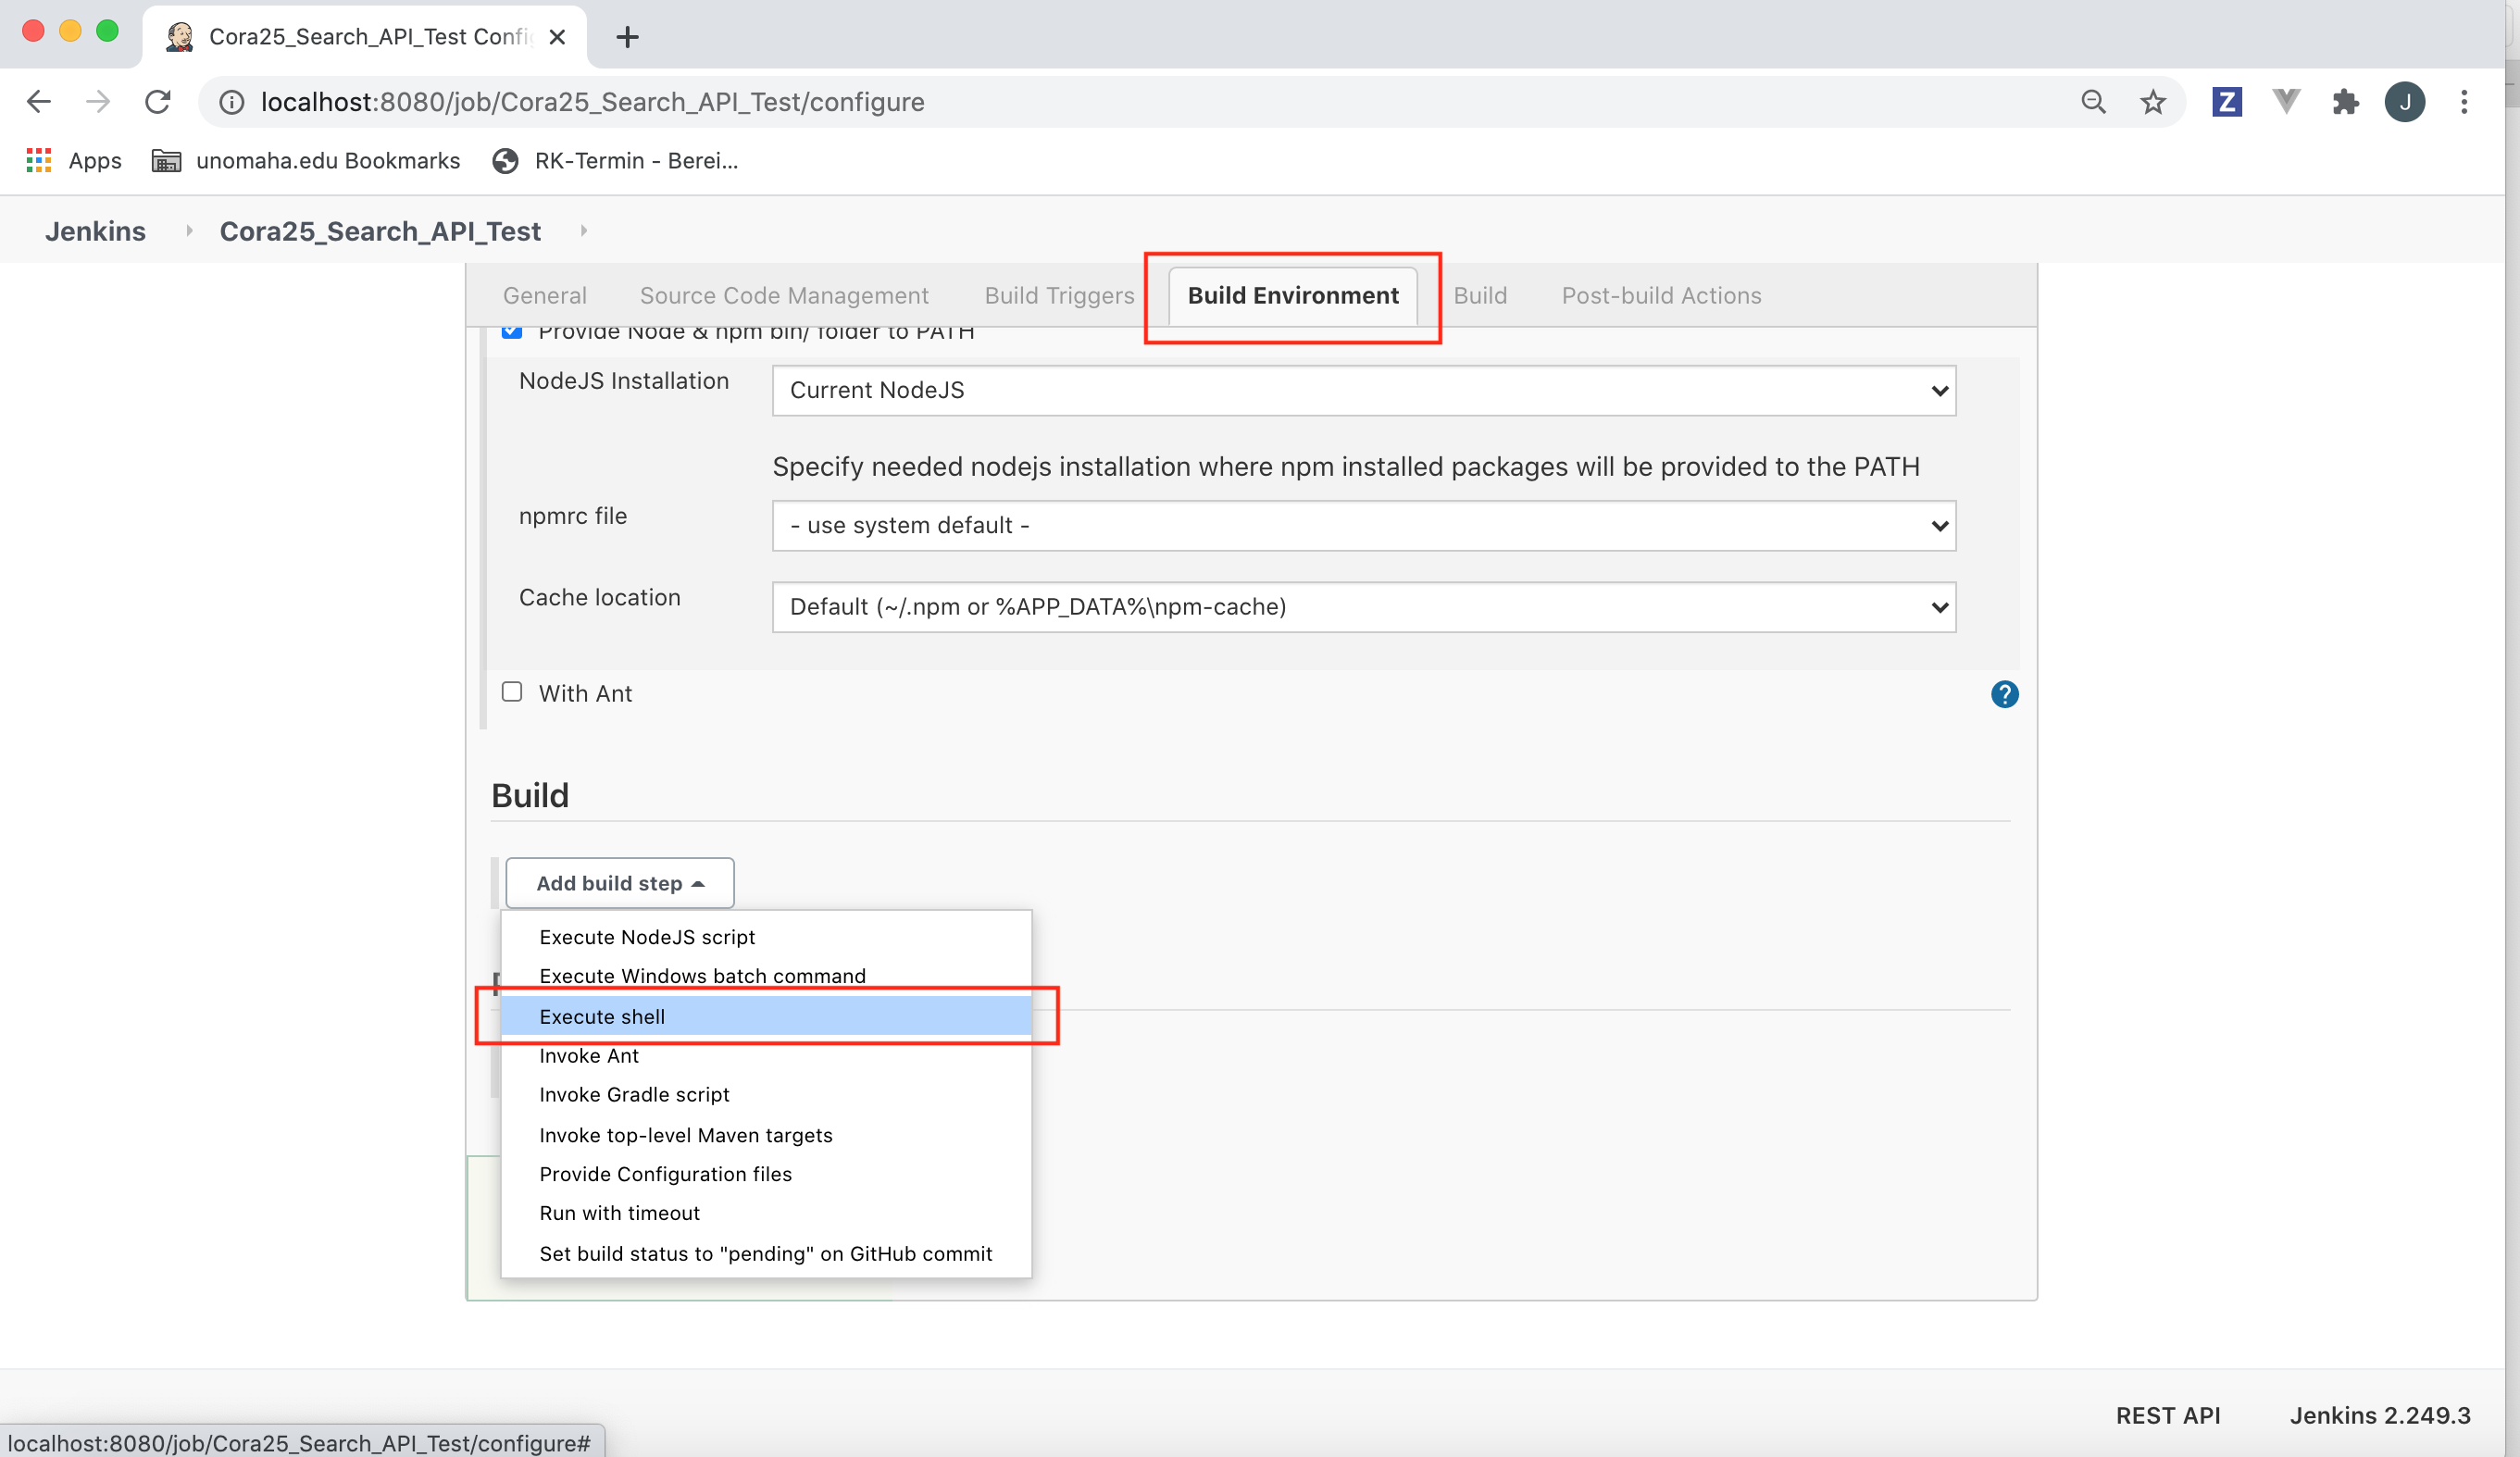 Cora25_Search_API_Test Confi
localhost:8080/job/Cora25_Search_API_Test/configure
Z
J
Apps
unomaha.edu Bookmarks
RK-Termin - Berei...
Jenkins
Cora25_Search_API_Test
General
Source Code Management
Build Triggers
Build Environment
Build
Post-build Actions
Provide Node & npm bin/ folder to PATH
NodeJS Installation
Current NodeJS
Specify needed nodejs installation where npm installed packages will be provided to the PATH
npmrc file
- use system default -
Cache location
Default (~/.npm or %APP_DATA%\npm-cache)
With Ant
?
Build
Add build step
Execute NodeJS script
Execute Windows batch command
Execute shell
Invoke Ant
Invoke Gradle script
Invoke top-level Maven targets
Provide Configuration files
Run with timeout
Set build status to "pending" on GitHub commit
REST API
Jenkins 2.249.3
localhost:8080/job/Cora25_Search_API_Test/configure#